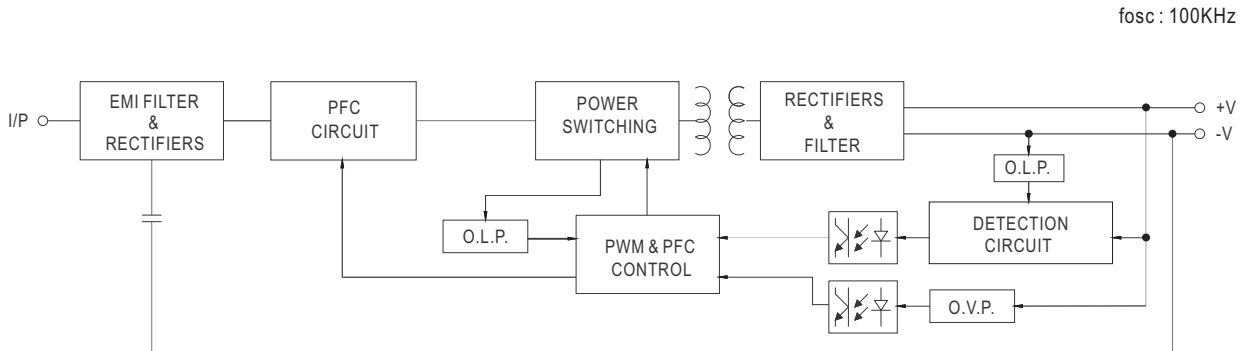 fosc : 100KHz
I/P
EMI FILTER
&
RECTIFIERS
PFC
CIRCUIT
POWER
SWITCHING
RECTIFIERS
&
FILTER
+V
-V
O.L.P.
DETECTION
CIRCUIT
O.L.P.
PWM & PFC
CONTROL
O.V.P.